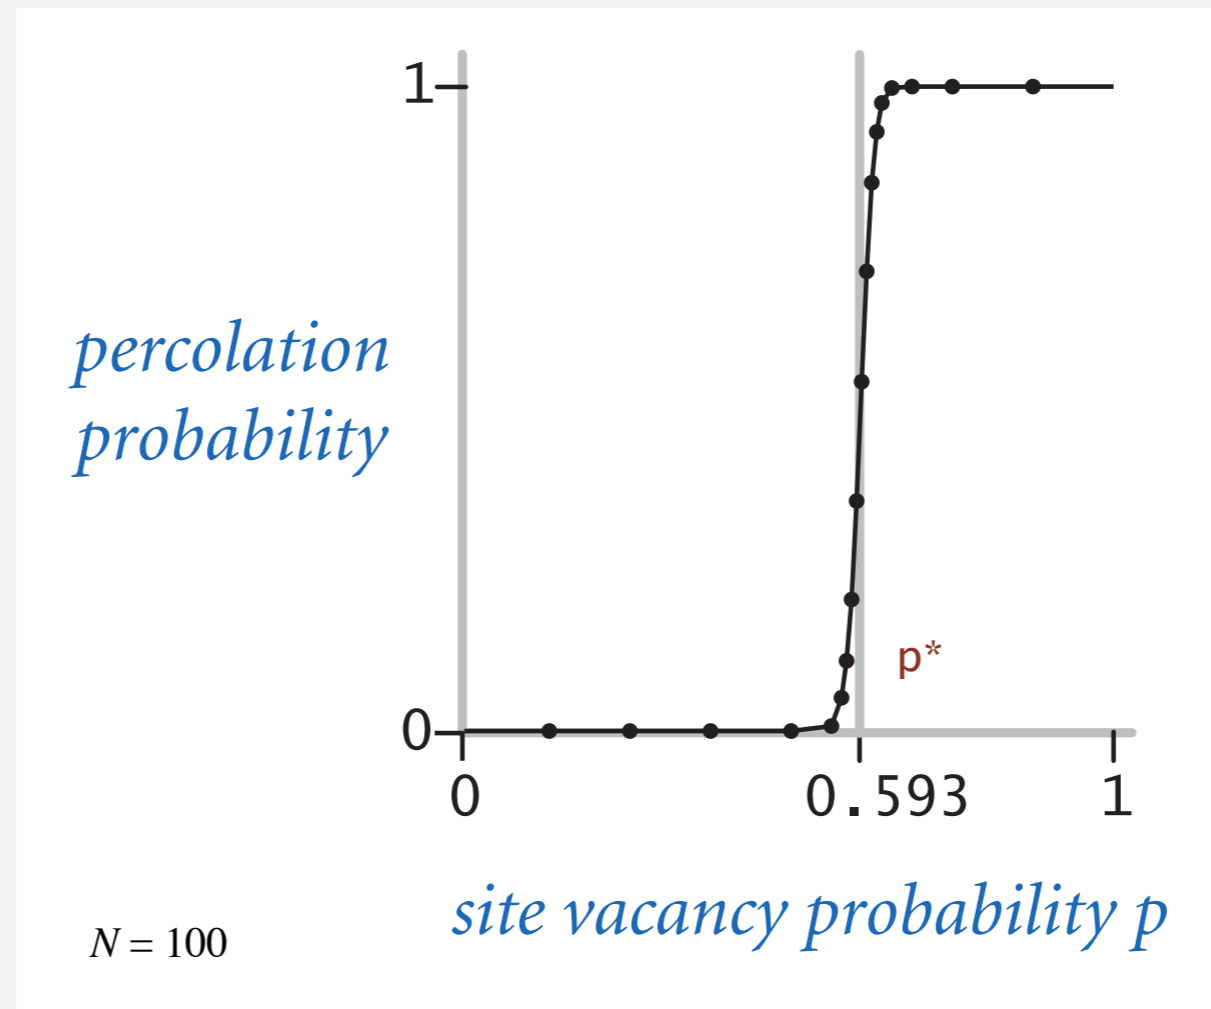 1
percolation
probability
p*
0
0
0.593
1
site vacancy probability p
N = 100